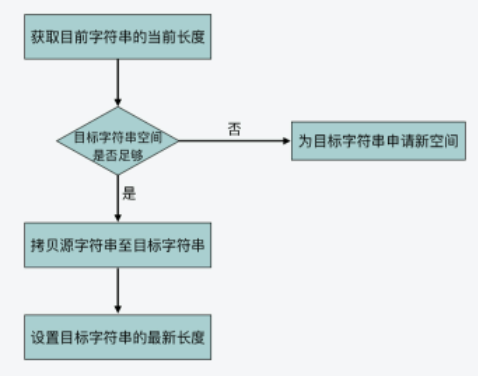 获取目前字符串的当前长度
目标字符串空间
是否足够
否
为目标字符串申请新空间
是
拷贝源字符串至目标字符串
设置目标字符串的最新长度